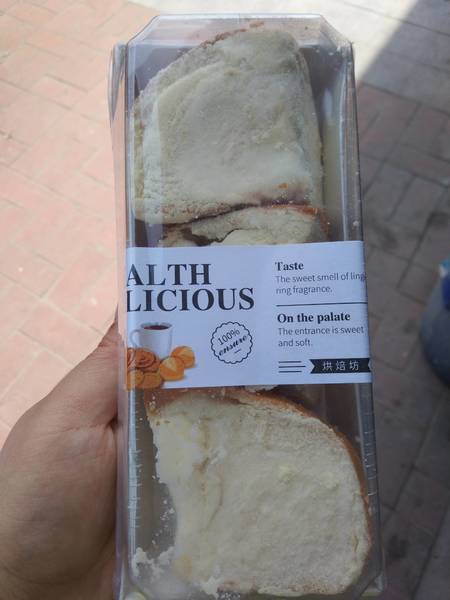 ALTH
LICIOUS
100%
ensure
Taste
The sweet smell of ling
ring fragrance.
On the palate
The entrance is sweet
and soft.
烘焙坊